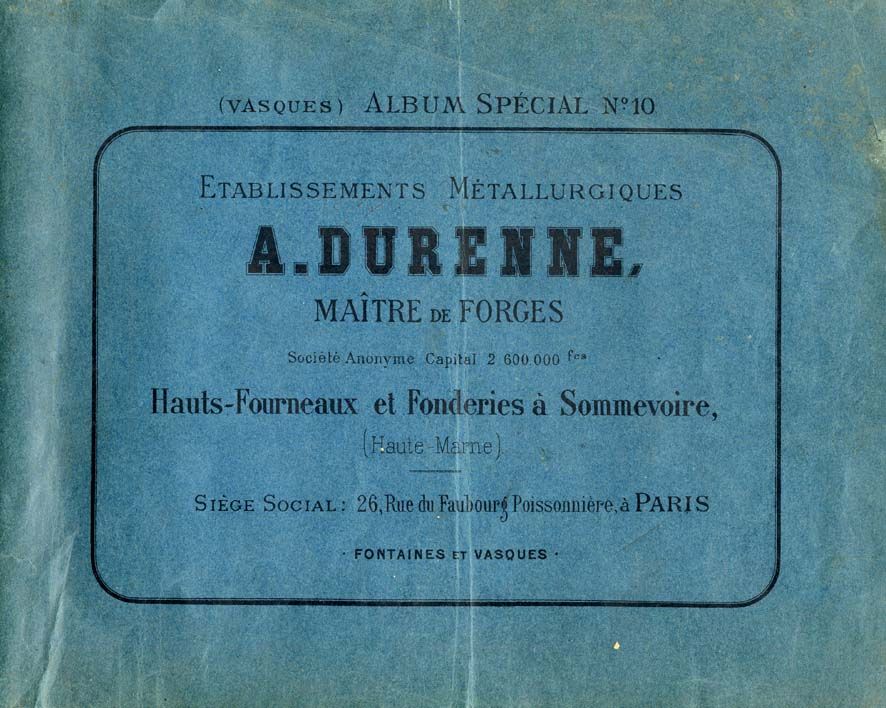 (VASQUES) ALBUM SPÉCIAL Nº10
ETABLISSEMENTS MÉTALLURGIQUES
A. DURENNE,
MAÎTRE DE FORGES
Société Anonyme Capital 2 600.000 fcs
Hauts-Fourneaux et Fonderies à Sommevoire,
(Haute-Marne)
SIÈGE SOCIAL: 26, Rue du Faubourg Poissonnière, à PARIS
· FONTAINES ET VASQUES ·